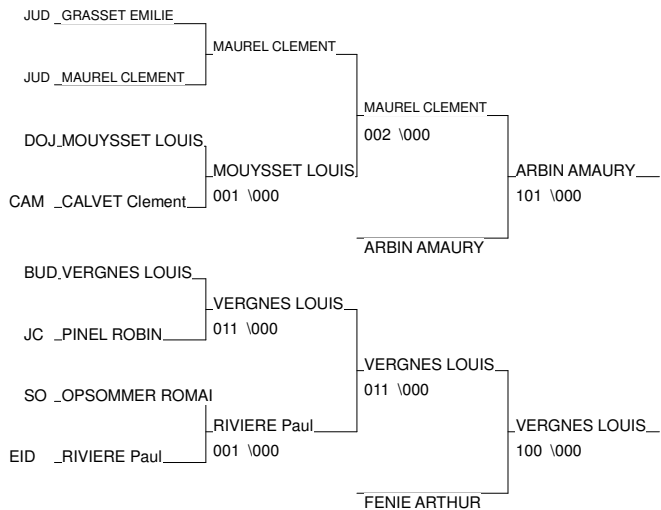 JUD GRASSET EMILIE
MAUREL CLEMENT
JUD MAUREL CLEMENT
MAUREL CLEMENT
002 \000
DOJ MOUYSSET LOUIS
MOUYSSET LOUIS
001 \000
CAM CALVET Clement
ARBIN AMAURY
101 \000
ARBIN AMAURY
BUD VERGNES LOUIS
VERGNES LOUIS
011 \000
JC PINEL ROBIN
VERGNES LOUIS
011 \000
SO OPSOMMER ROMAI
RIVIERE Paul
001 \000
EID RIVIERE Paul
VERGNES LOUIS
100 \000
FENIE ARTHUR